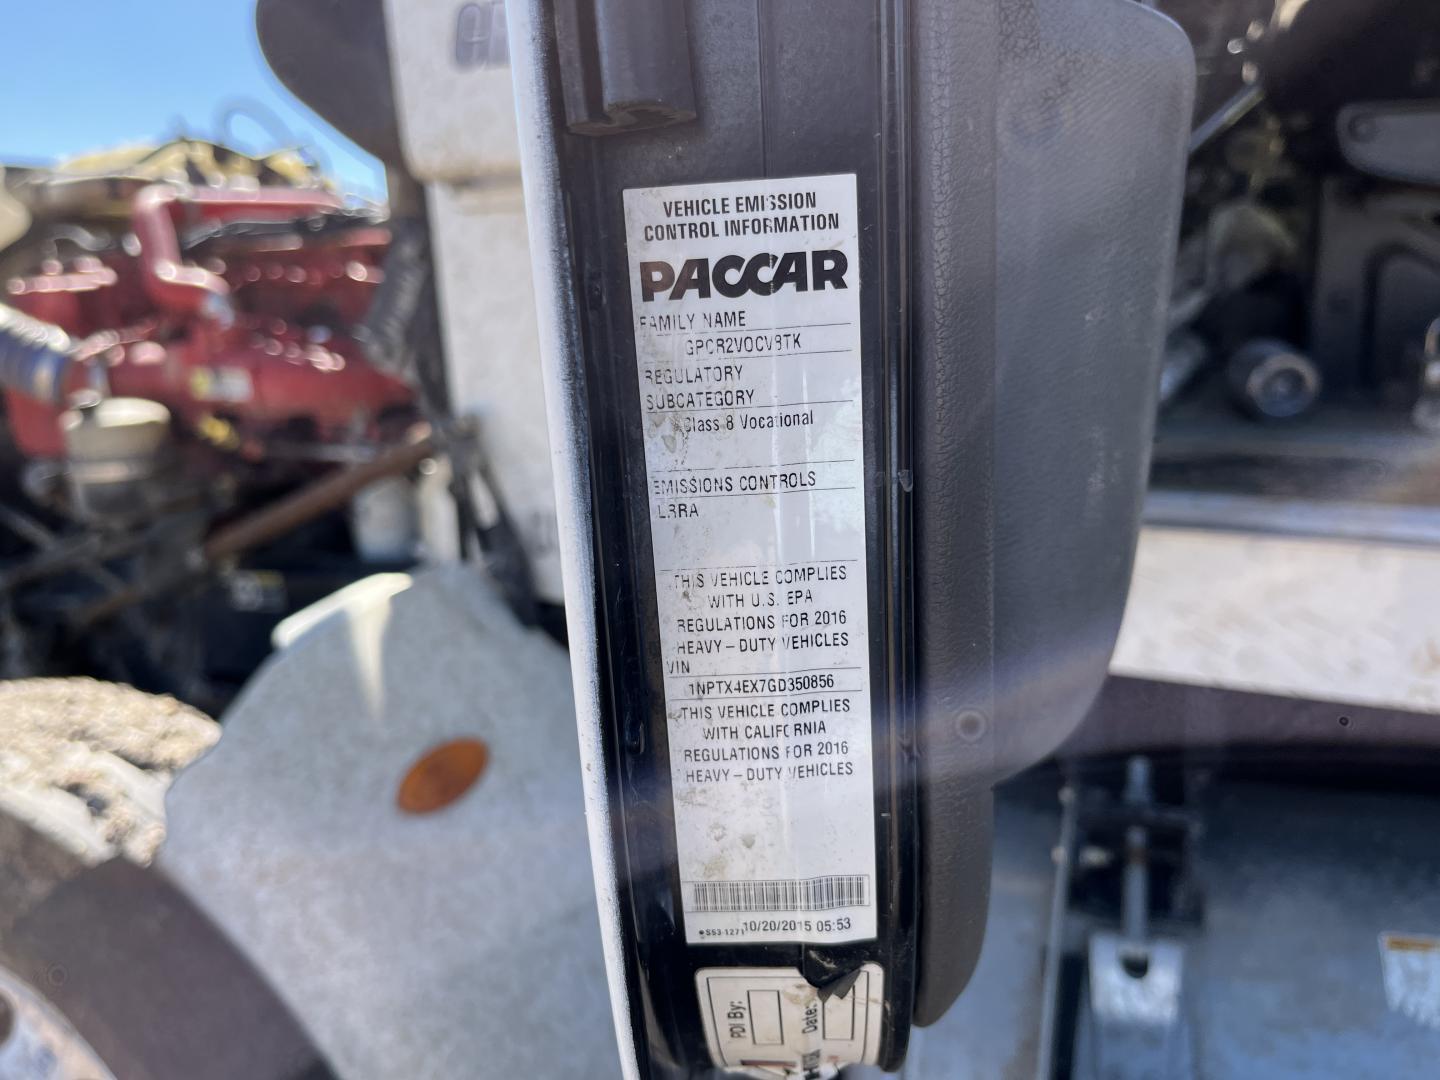 VEHICLE EMISSION
CONTROL INFORMATION
PACCAR
FAMILY NAME
GPCR2VOCV8TK
REGULATORY
SUBCATEGORY
Class 8 Vocational
EMISSIONS CONTROLS
LRRA
THIS VEHICLE COMPLIES
WITH U.S. EPA
REGULATIONS FOR 2016
HEAVY-DUTY VEHICLES
VIN
1NPTX4EX7GD350856
THIS VEHICLE COMPLIES
WITH CALIFORNIA
REGULATIONS FOR 2016
HEAVY-DUTY VEHICLES
S53-1271 10/20/2015 05:53
PDI By:
Date: